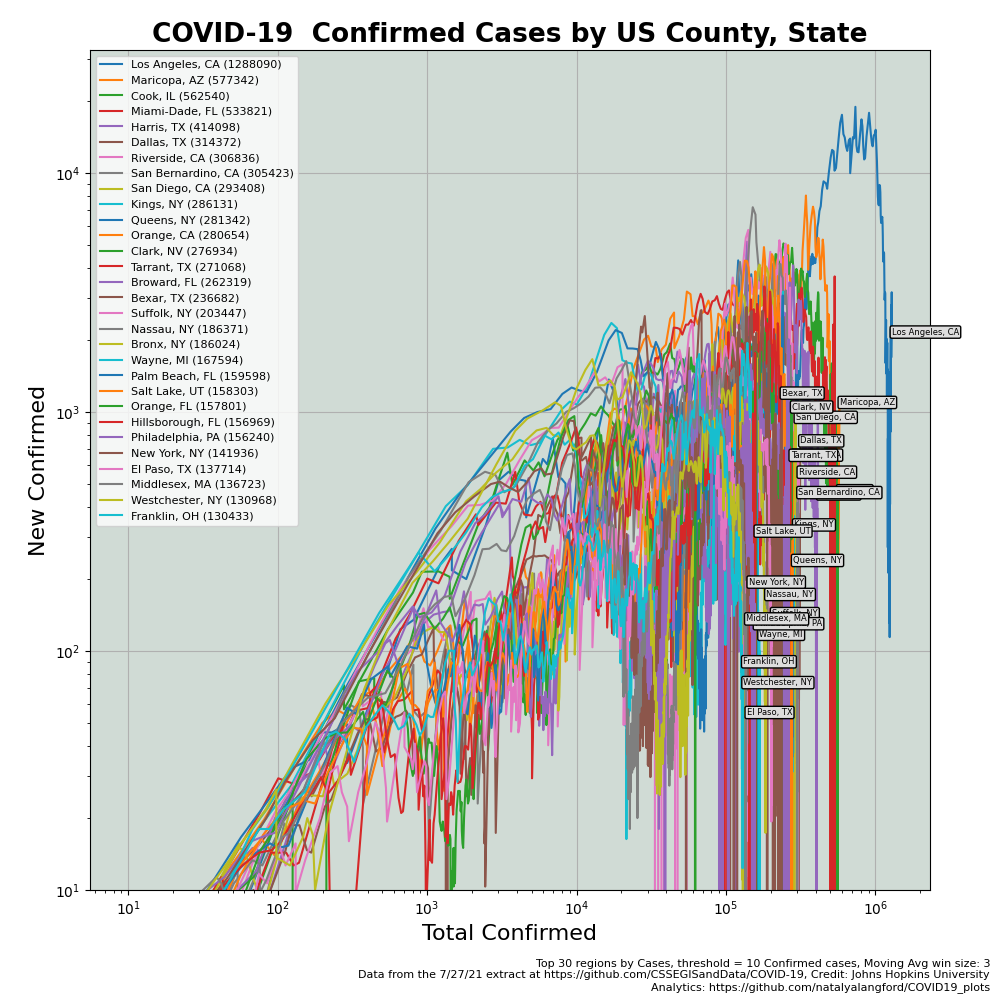 COVID-19  Confirmed Cases by US County, State
Los Angeles, CA (1288090)
Maricopa, AZ (577342)
Cook, IL (562540)
Miami-Dade, FL (533821)
Harris, TX (414098)
Dallas, TX (314372)
Riverside, CA (306836)
San Bernardino, CA (305423)
San Diego, CA (293408)
Kings, NY (286131)
Queens, NY (281342)
Orange, CA (280654)
Clark, NV (276934)
Tarrant, TX (271068)
Broward, FL (262319)
Bexar, TX (236682)
Suffolk, NY (203447)
Nassau, NY (186371)
Bronx, NY (186024)
Wayne, MI (167594)
Palm Beach, FL (159598)
Salt Lake, UT (158303)
Orange, FL (157801)
Hillsborough, FL (156969)
Philadelphia, PA (156240)
New York, NY (141936)
El Paso, TX (137714)
Middlesex, MA (136723)
Westchester, NY (130968)
Franklin, OH (130433)
New Confirmed
10⁴
10³
10²
10¹
Los Angeles, CA
Bexar, TX
Maricopa, AZ
Clark, NV
San Diego, CA
Dallas, TX
Tarrant, TX
Riverside, CA
San Bernardino, CA
Kings, NY
Salt Lake, UT
Queens, NY
New York, NY
Nassau, NY
Suffolk, NY
Middlesex, MA
PA
Wayne, MI
Franklin, OH
Westchester, NY
El Paso, TX
10¹ 10² 10³ 10⁴ 10⁵ 10⁶
Total Confirmed
Top 30 regions by Cases, threshold = 10 Confirmed cases, Moving Avg win size: 3
Data from the 7/27/21 extract at https://github.com/CSSEGISandData/COVID-19, Credit: Johns Hopkins University
Analytics: https://github.com/natalyalangford/COVID19_plots